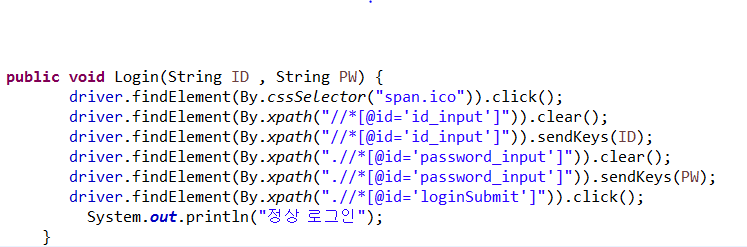 public void Login(String ID , String PW) {
driver.findElement(By.cssSelector("span.ico")).click();
driver.findElement(By.xpath("//*[@id='id_input']")).clear();
driver.findElement(By.xpath("//*[@id='id_input']")).sendKeys(ID);
driver.findElement(By.xpath(".//*[@id='password_input']")).clear();
driver.findElement(By.xpath(".//*[@id='password_input']")).sendKeys(PW);
driver.findElement(By.xpath(".//*[@id='loginSubmit']")).click();
System.out.println("정상 로그인");
}